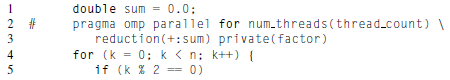 1 double sum = 0.0;
2 # pragma omp parallel for num_threads(thread_count) \
3 reduction(+:sum) private(factor)
4 for (k = 0; k < n; k++) {
5 if (k % 2 == 0)